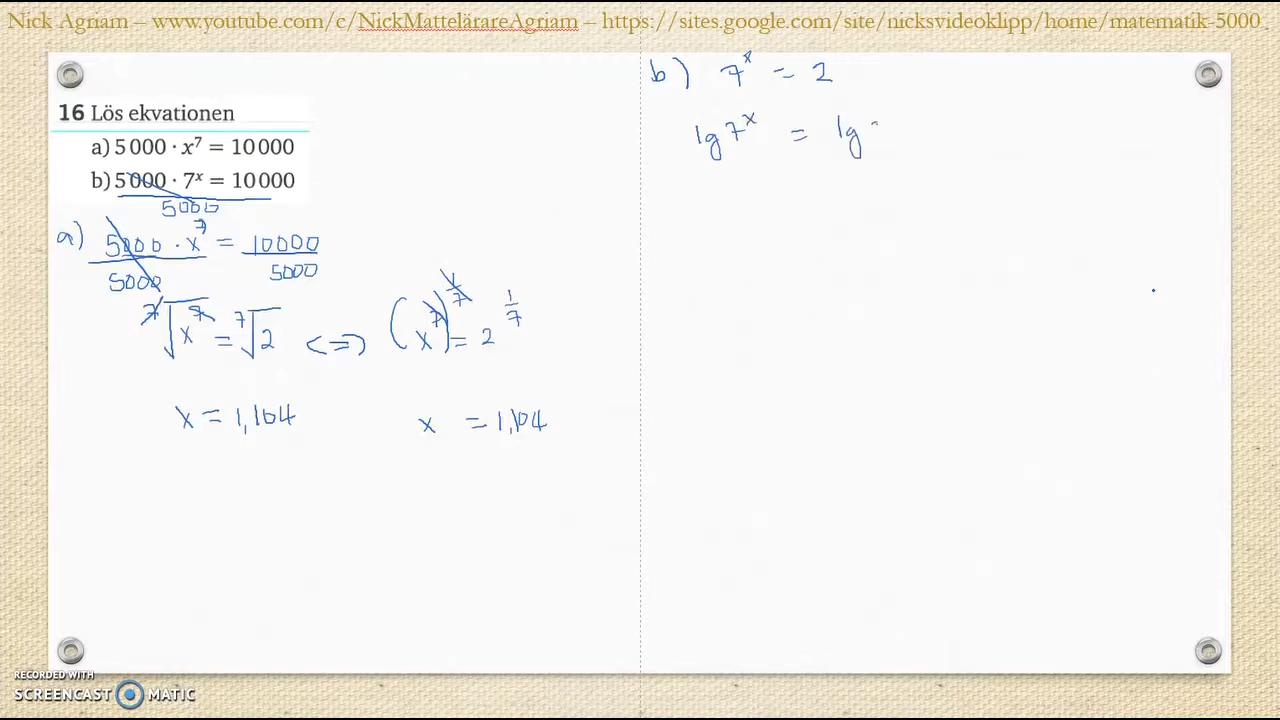 Nick Agriam – www.youtube.com/c/NickMattelärareAgriam – https://sites.google.com/site/nicksvideoklipp/home/matematik-5000
16 Lös ekvationen
a) 5 000 · x⁷ = 10 000
b) 5 000 · 7ˣ = 10 000
5000
a) 5000 · x⁷ = 10000
5000 5000
⁷√x⁷ = ⁷√2 <=> (x⁷)^1/7 = 2^1/7
x = 1,104 x = 1,104
b) 7ˣ = 2
lg 7ˣ = lg
RECORDED WITH
SCREENCAST MATIC